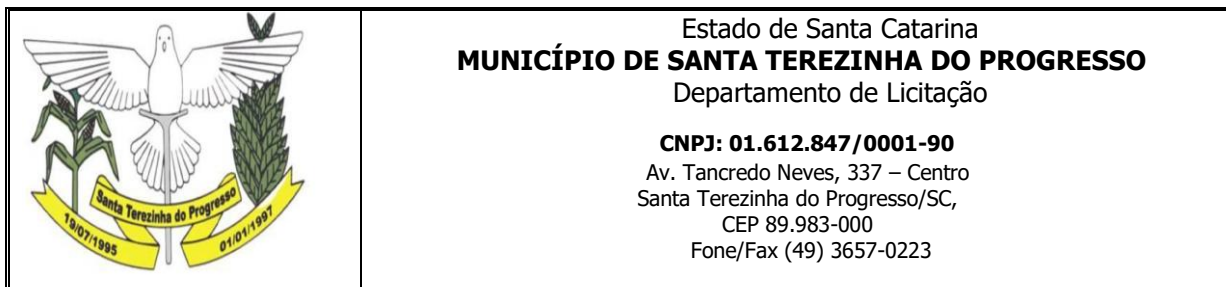 Santa Terezinha do Progresso
19/07/1995
01/01/1997
Estado de Santa Catarina
MUNICÍPIO DE SANTA TEREZINHA DO PROGRESSO
Departamento de Licitação
CNPJ: 01.612.847/0001-90
Av. Tancredo Neves, 337 – Centro
Santa Terezinha do Progresso/SC,
CEP 89.983-000
Fone/Fax (49) 3657-0223